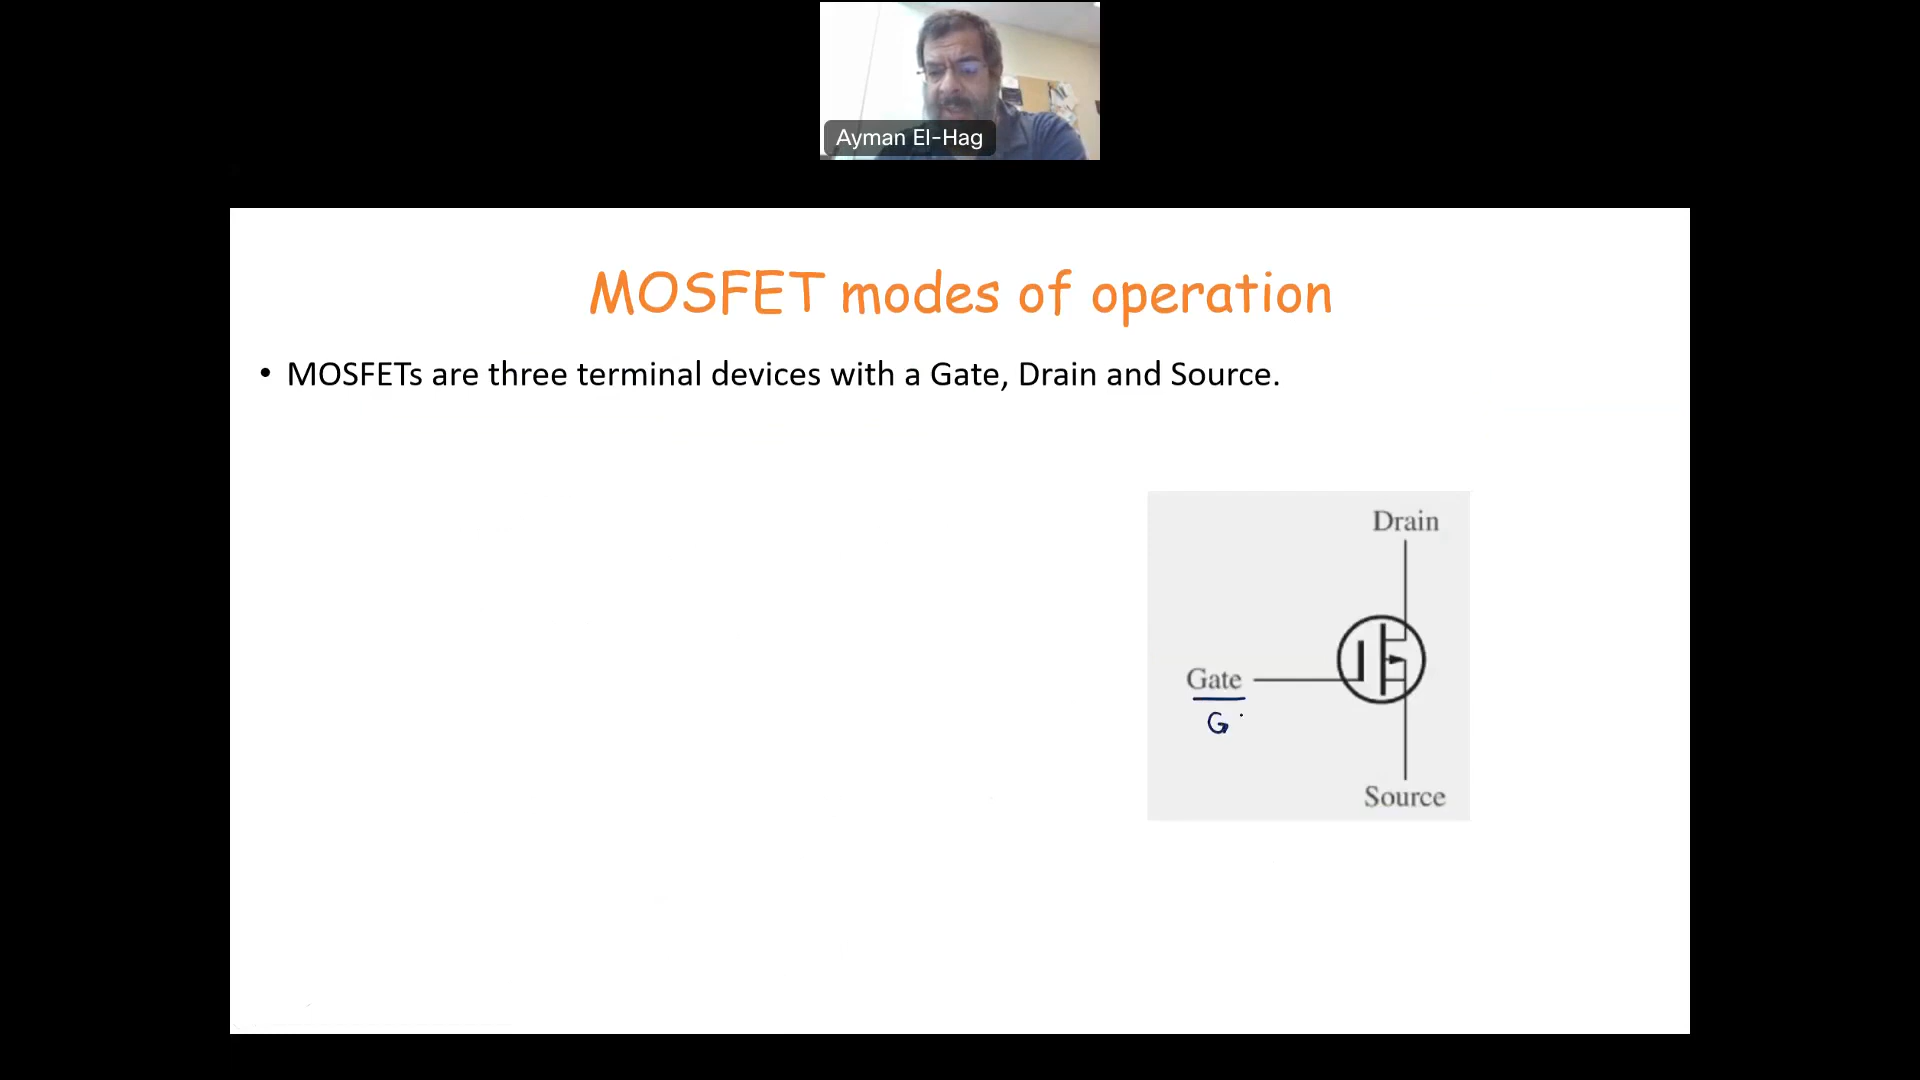 Ayman El-Hag
MOSFET modes of operation
• MOSFETs are three terminal devices with a Gate, Drain and Source.
Drain
Gate
G
Source